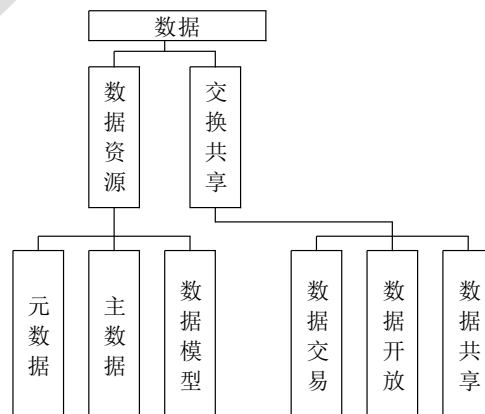 数据
数据资源
交换共享
元数据
主数据
数据模型
数据交易
数据开放
数据共享